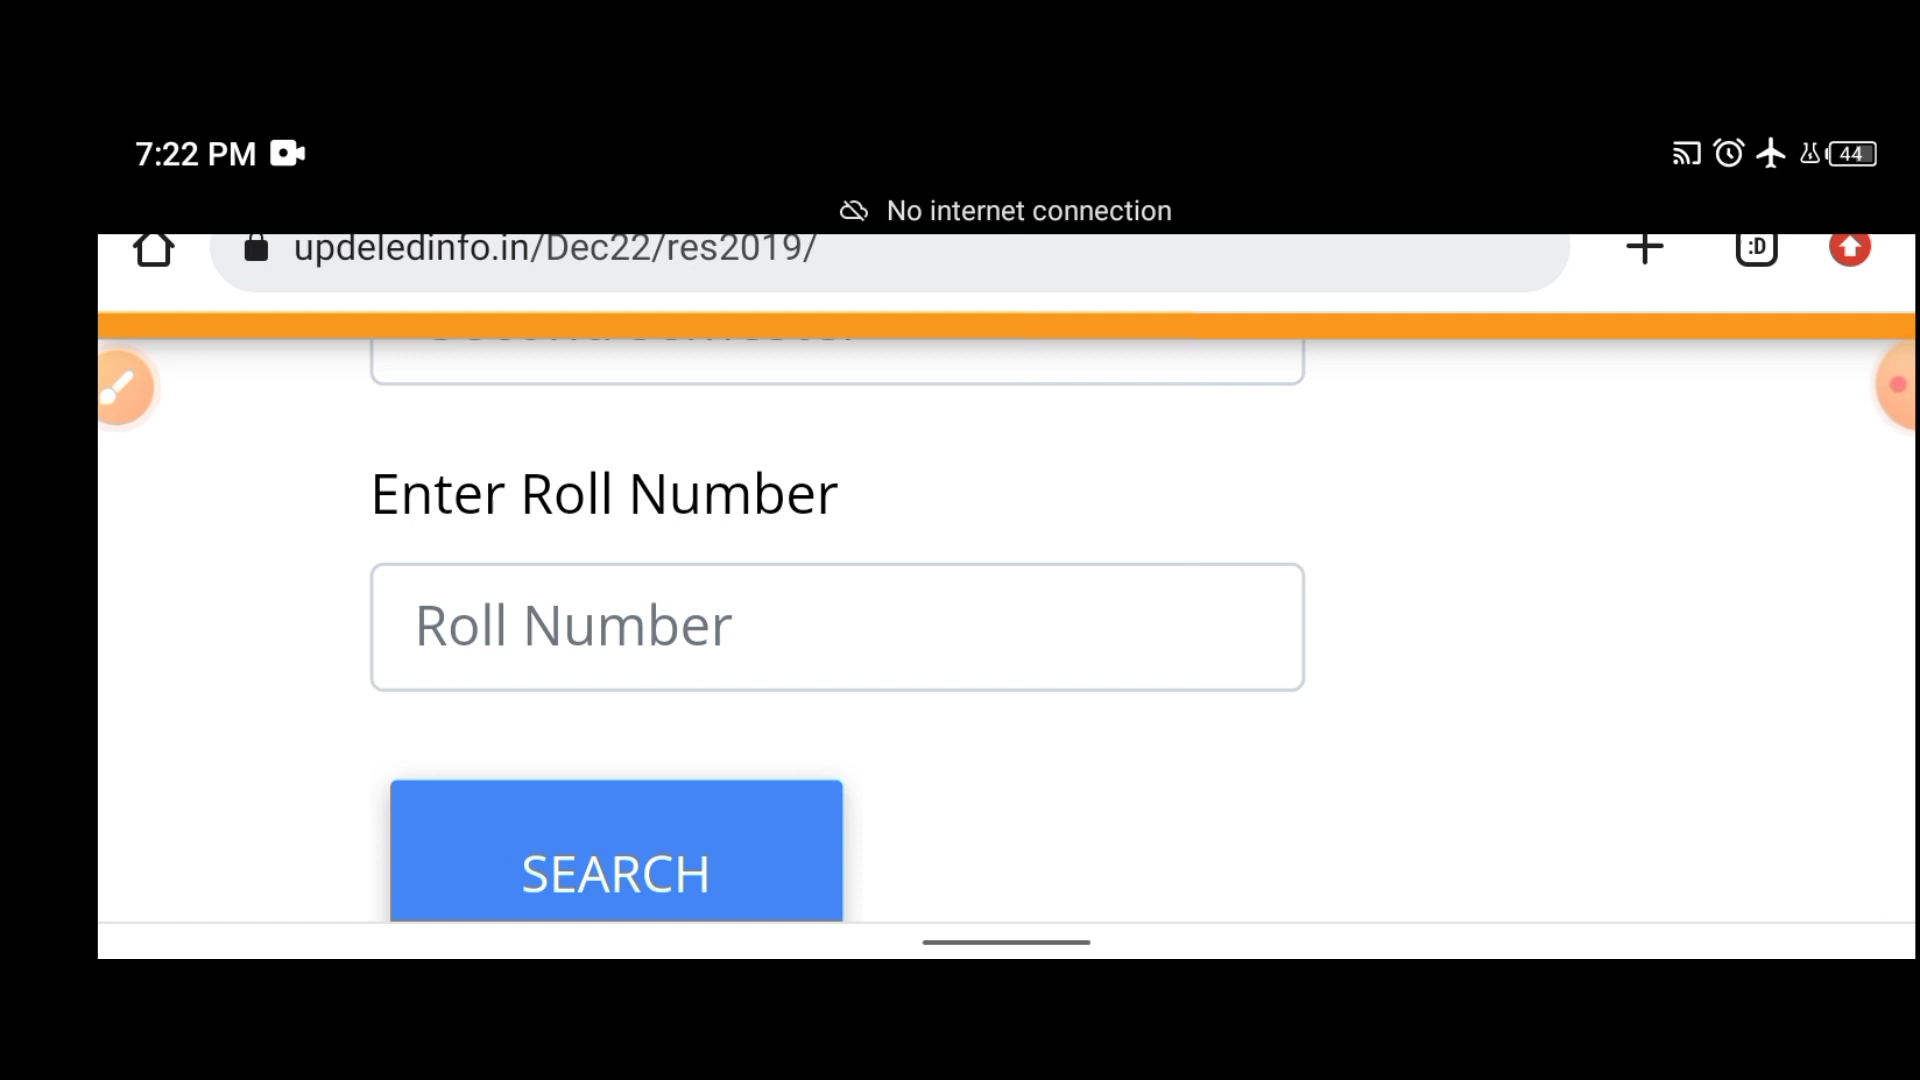 7:22 PM
44
No internet connection
updeledinfo.in/Dec22/res2019/
:D
Enter Roll Number
Roll Number
SEARCH